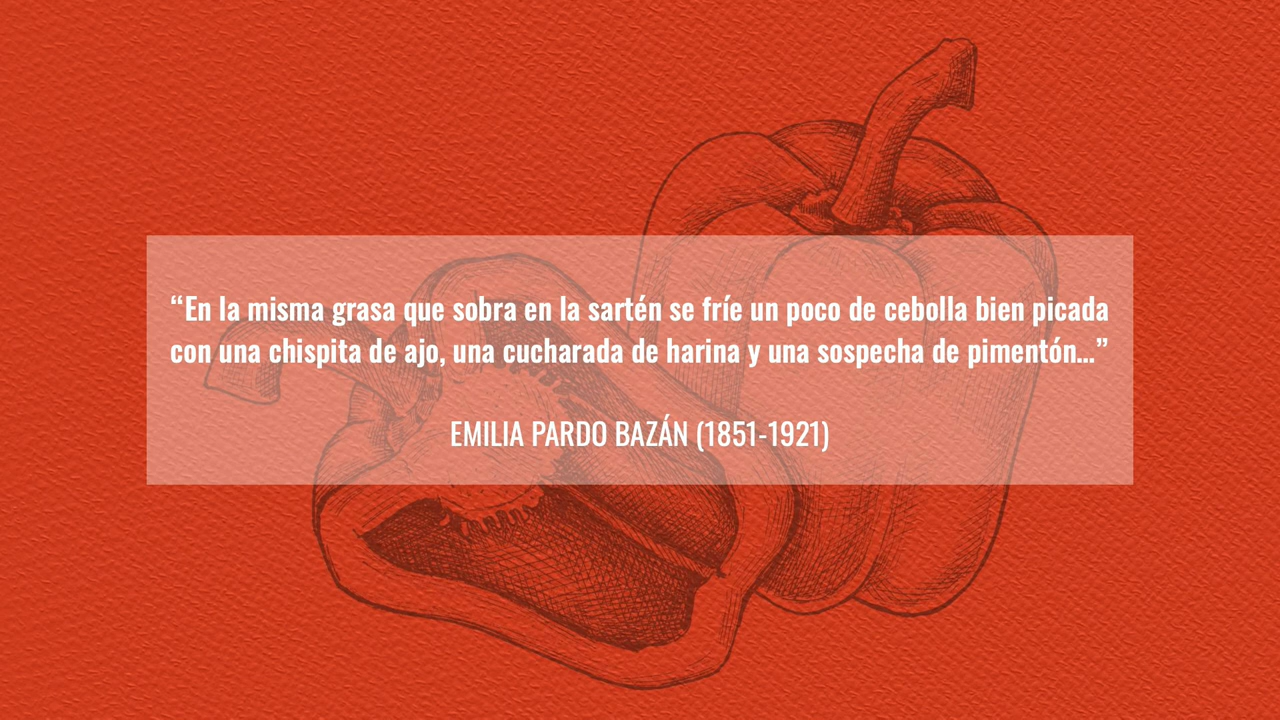 “En la misma grasa que sobra en la sartén se fríe un poco de cebolla bien picada
con una chispita de ajo, una cucharada de harina y una sospecha de pimentón...”
EMILIA PARDO BAZÁN (1851-1921)